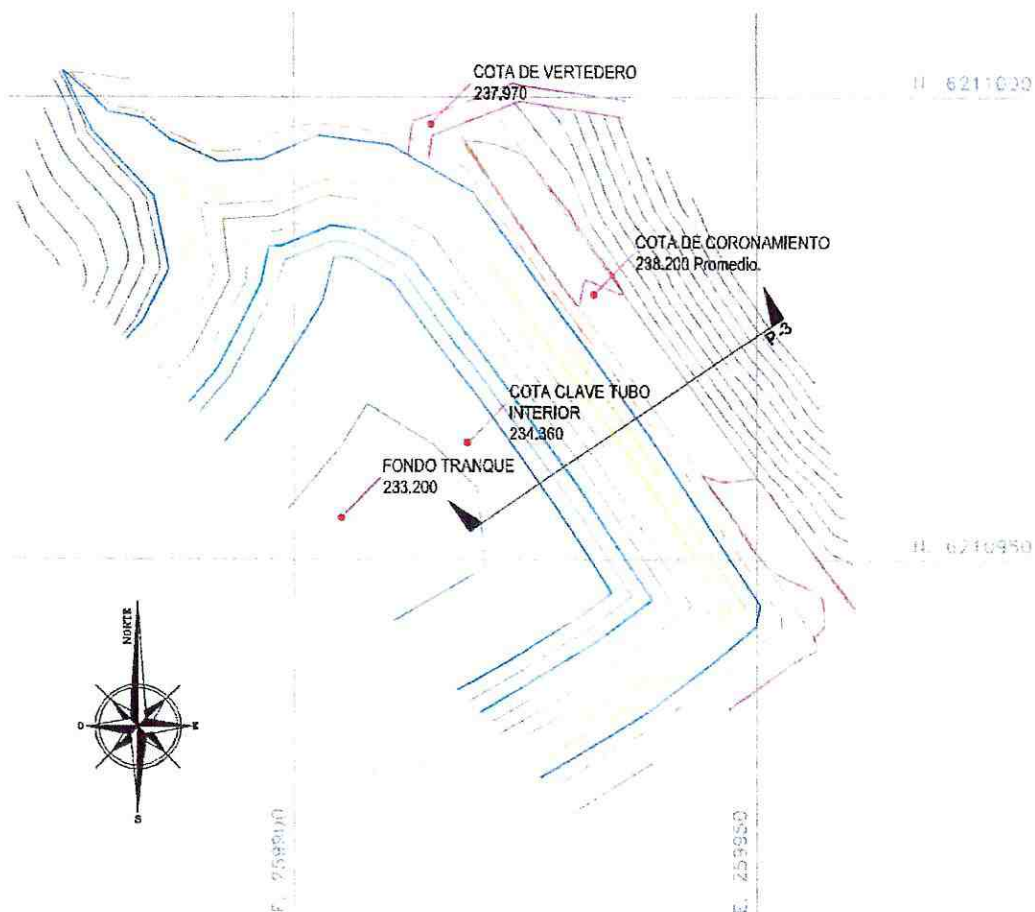 COTA DE VERTEDERO
237.970
N. 6211000
COTA DE CORONAMIENTO
238.200 Promedio.
P.3
COTA CLAVE TUBO
INTERIOR
234.360
FONDO TRANQUE
233.200
N. 6210950
NORTE
O
E
S
E. 259900
E. 259950